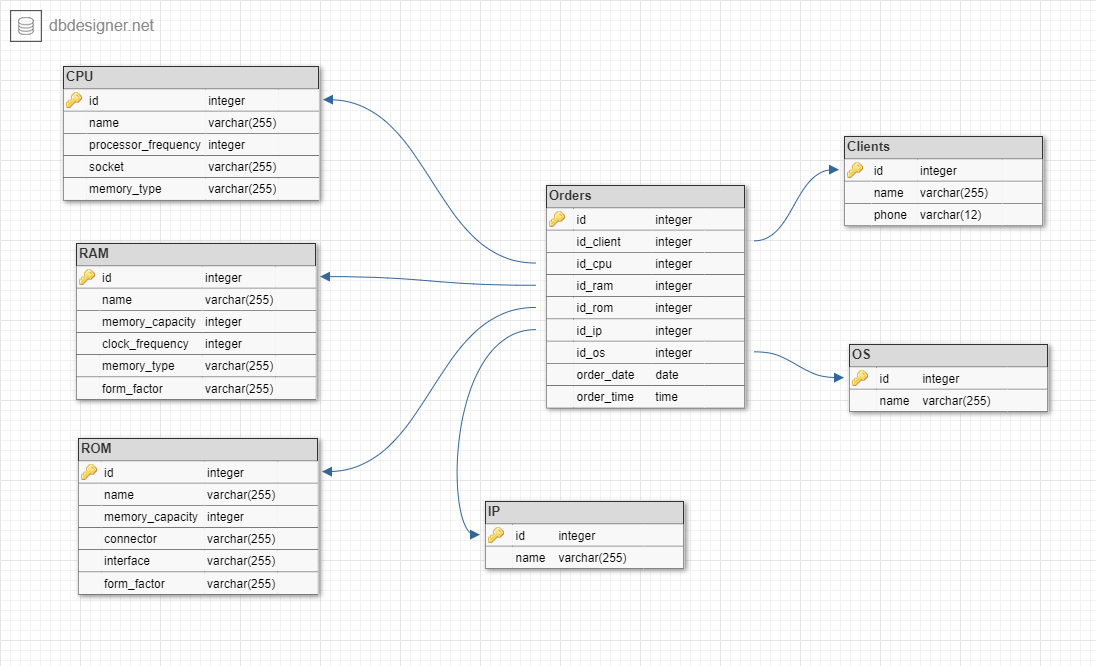 dbdesigner.net
CPU
id integer
name varchar(255)
processor_frequency integer
socket varchar(255)
memory_type varchar(255)
RAM
id integer
name varchar(255)
memory_capacity integer
clock_frequency integer
memory_type varchar(255)
form_factor varchar(255)
ROM
id integer
name varchar(255)
memory_capacity integer
connector varchar(255)
interface varchar(255)
form_factor varchar(255)
Orders
id integer
id_client integer
id_cpu integer
id_ram integer
id_rom integer
id_ip integer
id_os integer
order_date date
order_time time
IP
id integer
name varchar(255)
Clients
id integer
name varchar(255)
phone varchar(12)
OS
id integer
name varchar(255)